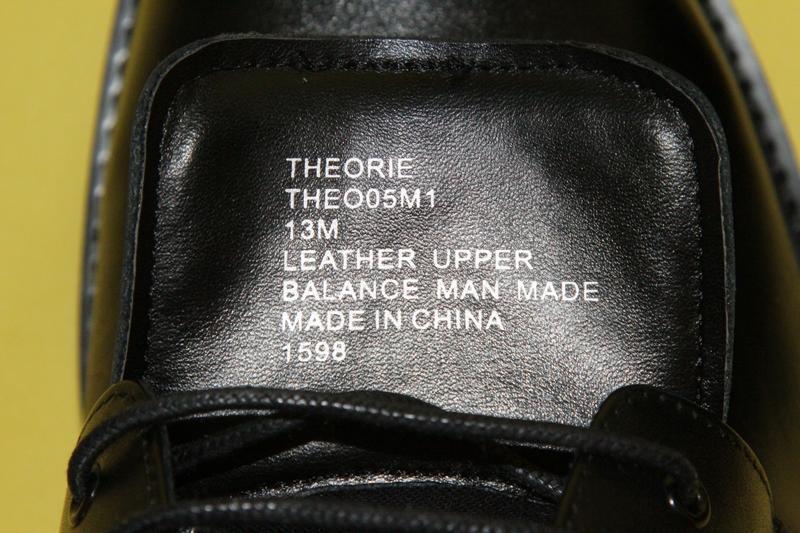 THEORIE
THEO05M1
13M
LEATHER UPPER
BALANCE MAN MADE
MADE IN CHINA
1598